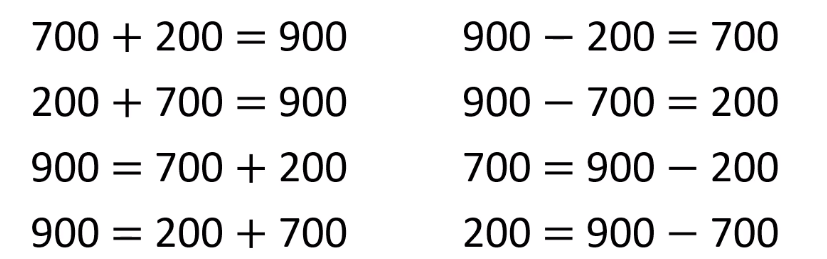 700 + 200 = 900
200 + 700 = 900
900 = 700 + 200
900 = 200 + 700
900 − 200 = 700
900 − 700 = 200
700 = 900 − 200
200 = 900 − 700